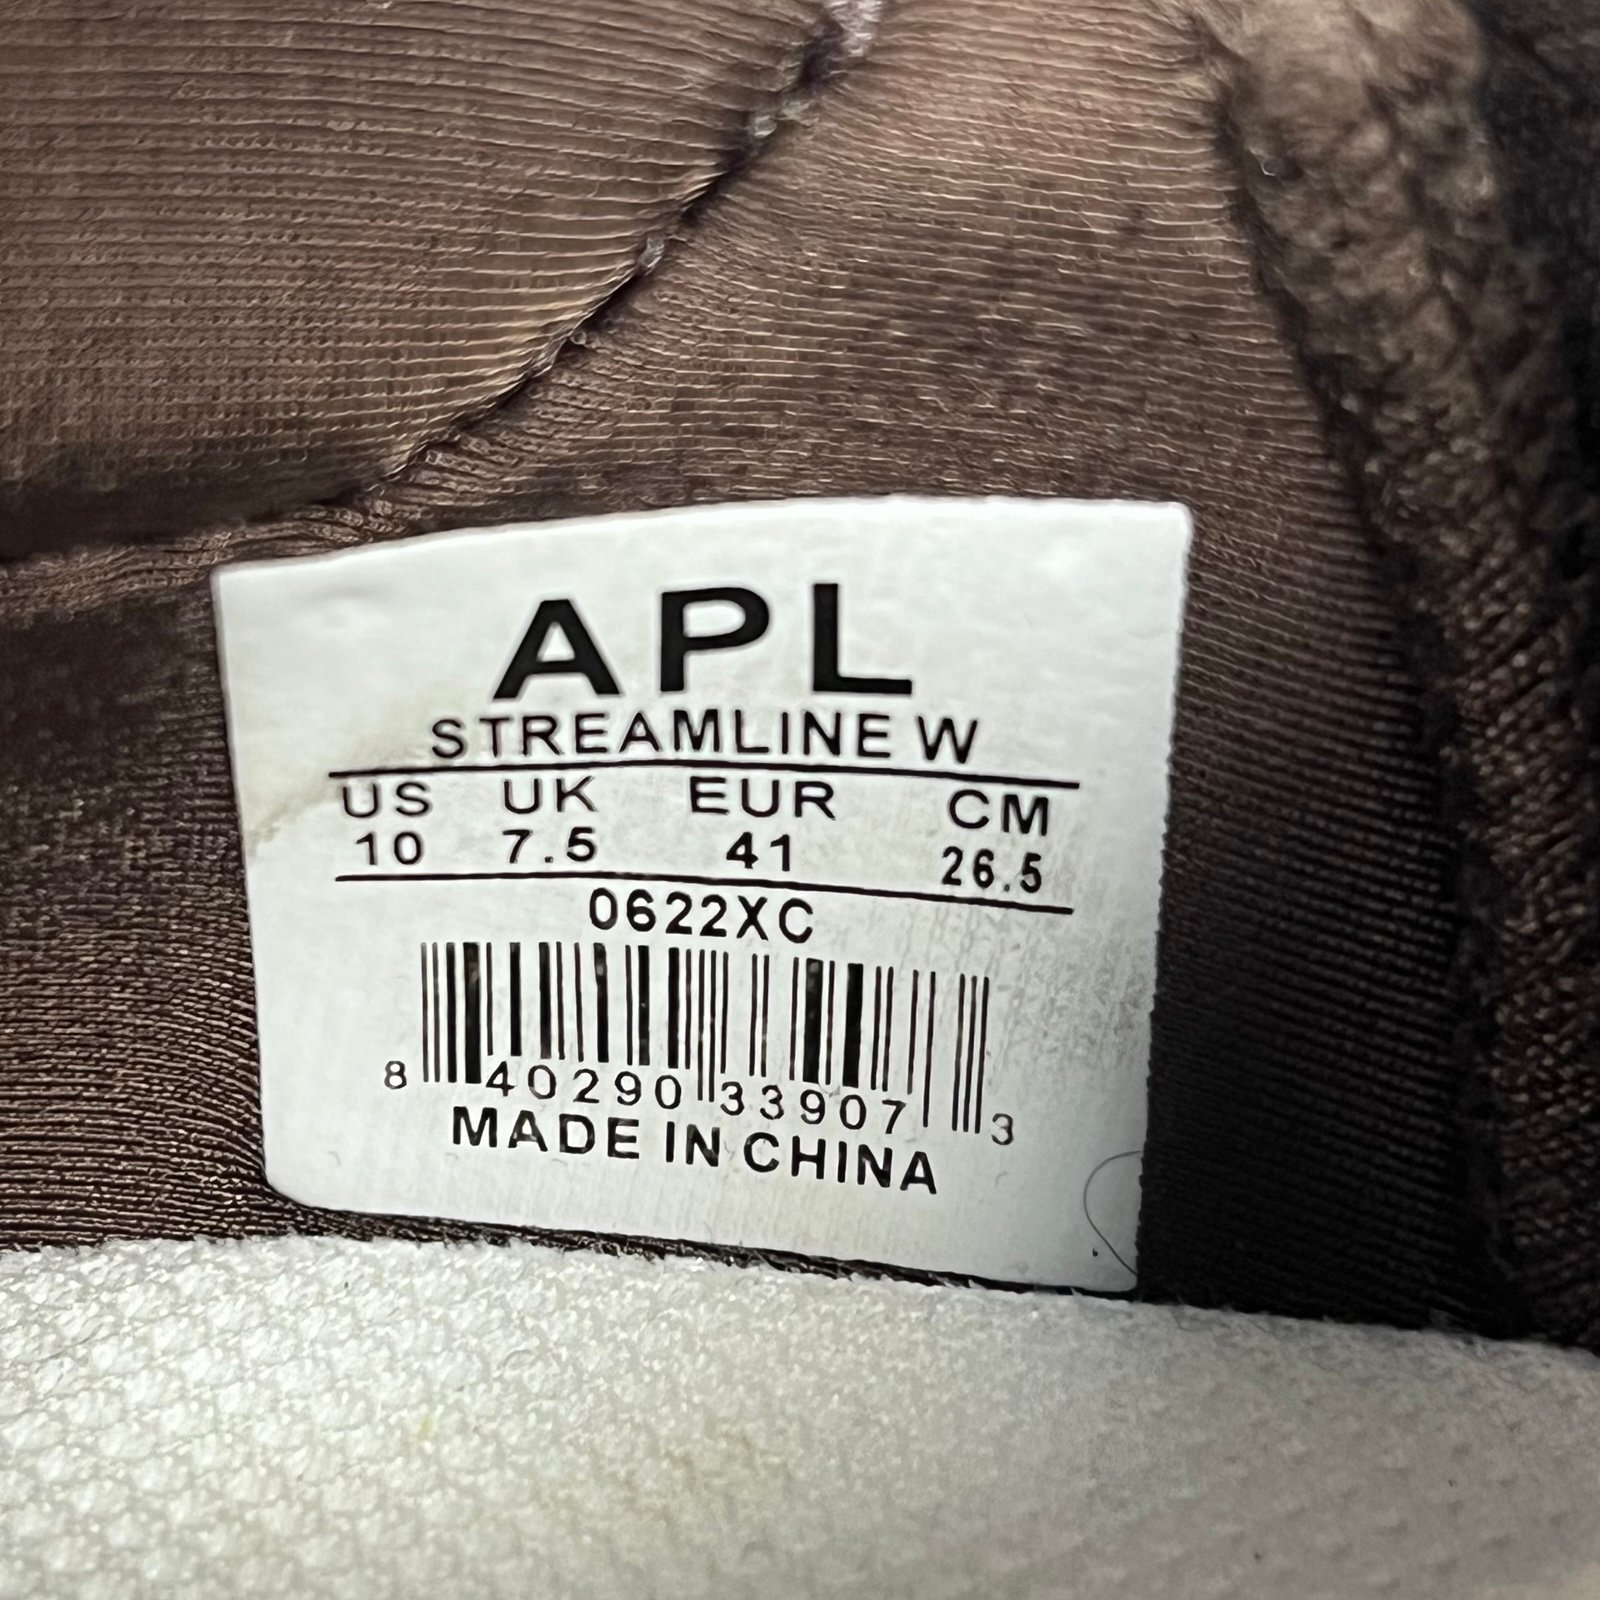 APL
STREAMLINE W
US UK EUR CM
10 7.5 41 26.5
0622XC
8 40290 33907 3
MADE IN CHINA